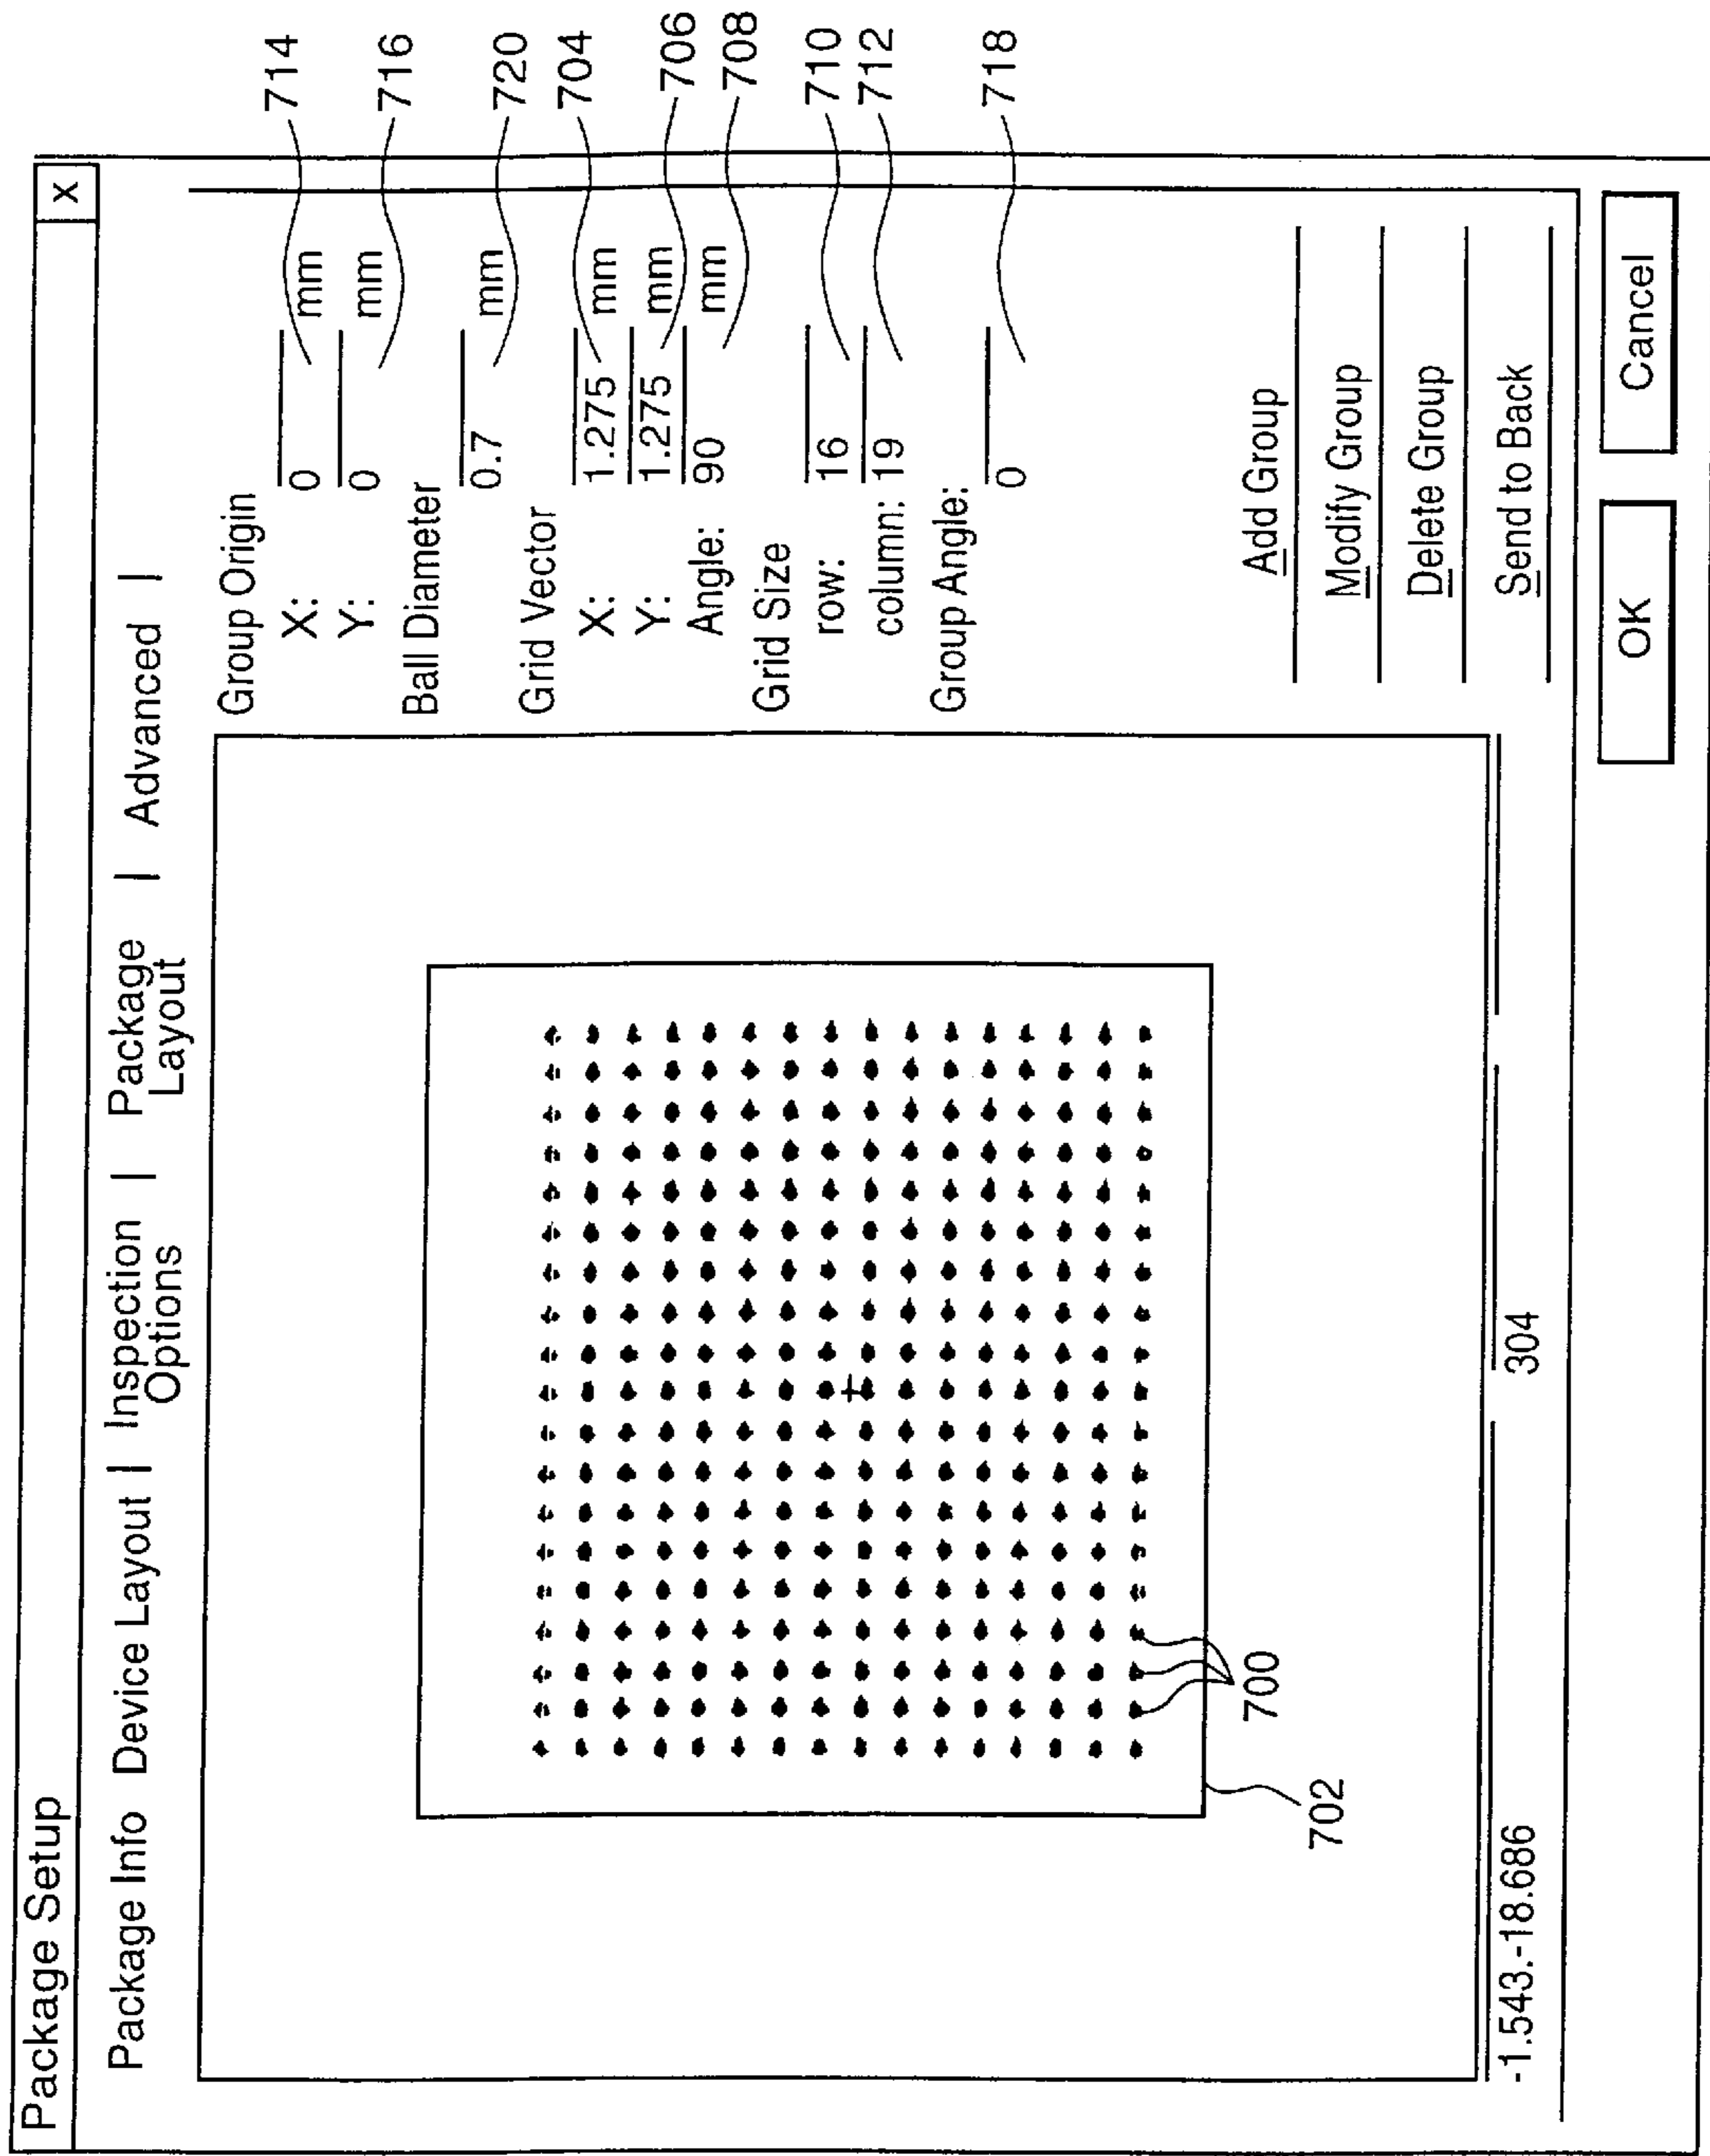 Package Setup
X
Package Info Device Layout | Inspection Options | Package Layout | Advanced |
Group Origin
X: 0 mm 714
Y: 0 mm 716
Ball Diameter
0.7 mm 720
Grid Vector
X: 1.275 mm 704
Y: 1.275 mm 706
Angle: 90 mm 708
Grid Size
row: 16 710
column: 19 712
Group Angle:
0 718
Add Group
Modify Group
Delete Group
Send to Back
700
702
-1.543.-18.686
304
OK
Cancel